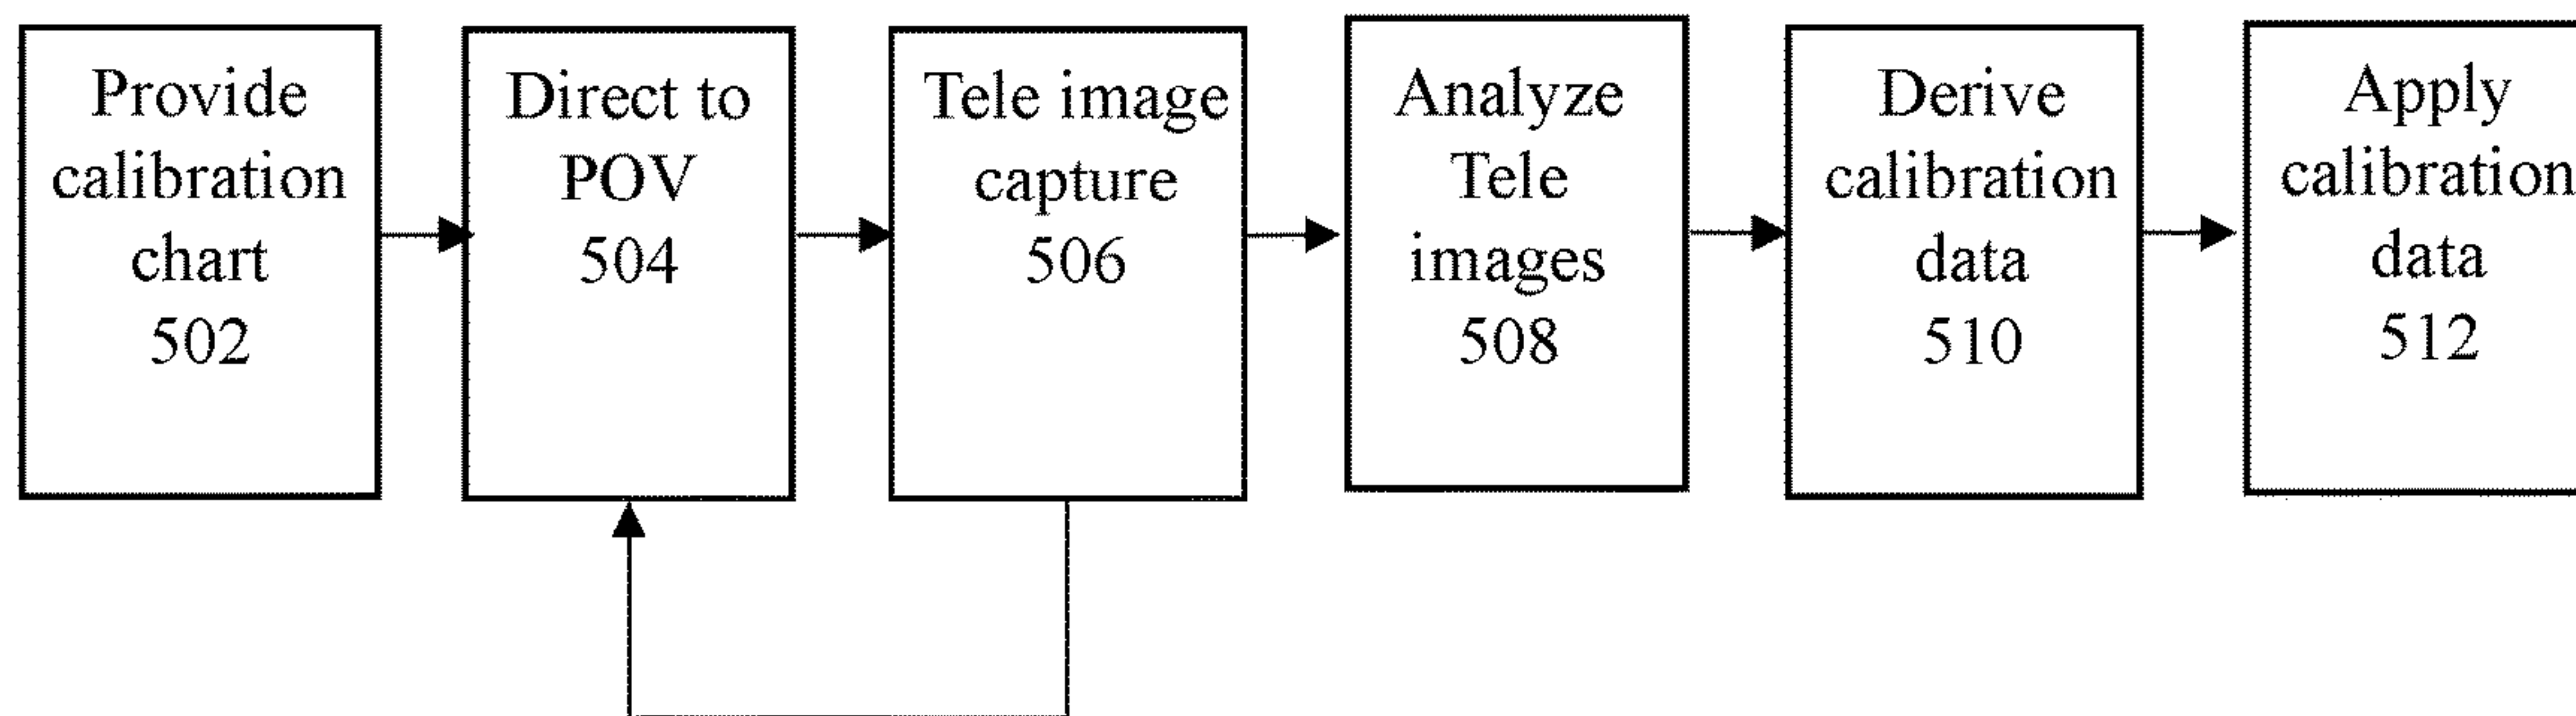 Provide
calibration
chart
502
Direct to
POV
504
Tele image
capture
506
Analyze
Tele
images
508
Derive
calibration
data
510
Apply
calibration
data
512